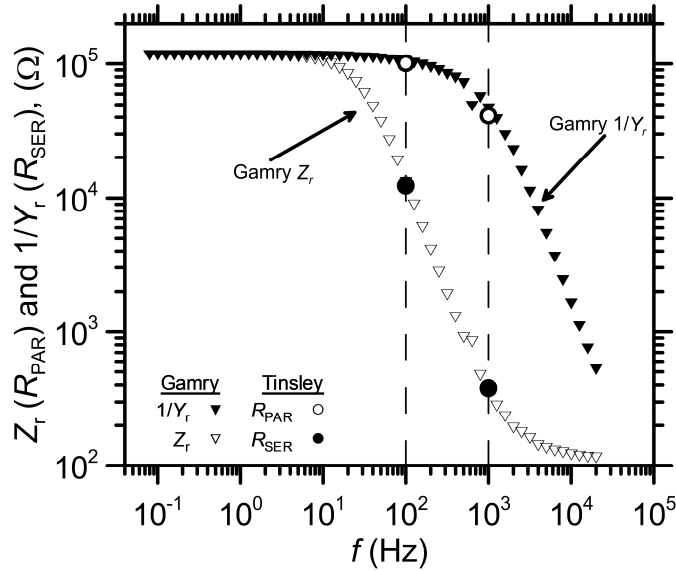 Z_r (R_PAR) and 1/Y_r (R_SER), (Ω)
10^5
10^4
10^3
10^2
Gamry Z_r
Gamry 1/Y_r
Gamry Tinsley
1/Y_r ▼ R_PAR ○
Z_r ▽ R_SER ●
10^-1 10^0 10^1 10^2 10^3 10^4 10^5
f (Hz)